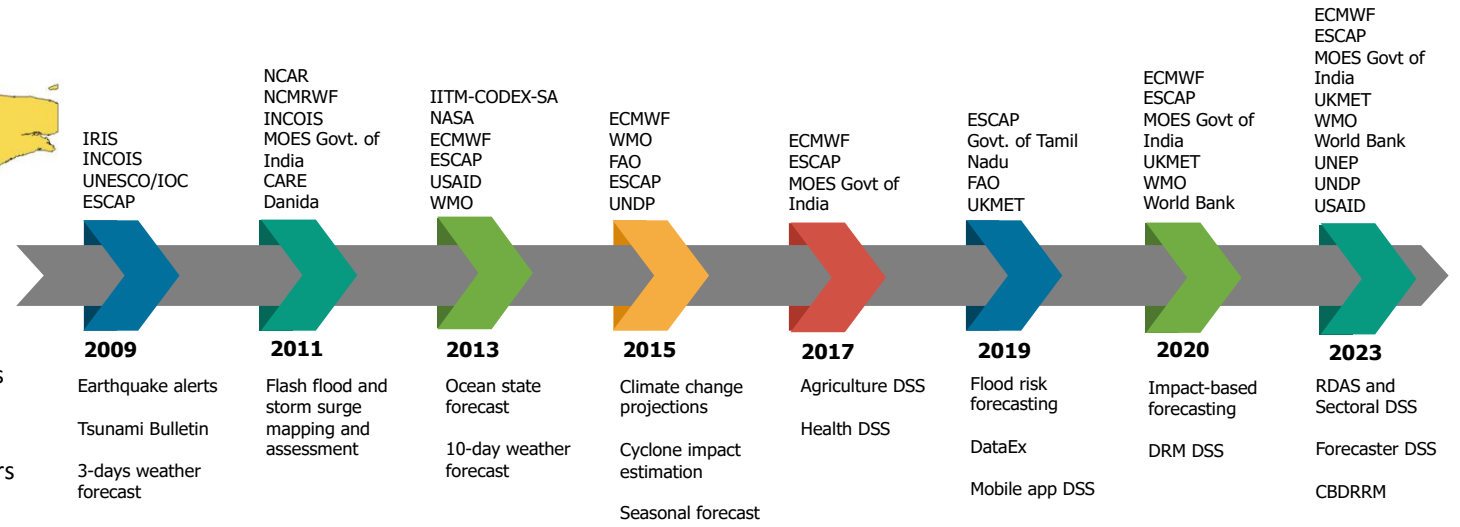 IRIS
INCOIS
UNESCO/IOC
ESCAP
2009
Earthquake alerts
Tsunami Bulletin
3-days weather
forecast
NCAR
NCMRWF
INCOIS
MOES Govt. of
India
CARE
Danida
2011
Flash flood and
storm surge
mapping and
assessment
IITM-CODEX-SA
NASA
ECMWF
ESCAP
USAID
WMO
2013
Ocean state
forecast
10-day weather
forecast
ECMWF
WMO
FAO
ESCAP
UNDP
2015
Climate change
projections
Cyclone impact
estimation
Seasonal forecast
ECMWF
ESCAP
MOES Govt of
India
2017
Agriculture DSS
Health DSS
ESCAP
Govt. of Tamil
Nadu
FAO
UKMET
2019
Flood risk
forecasting
DataEx
Mobile app DSS
ECMWF
ESCAP
MOES Govt of
India
UKMET
WMO
World Bank
2020
Impact-based
forecasting
DRM DSS
ECMWF
ESCAP
MOES Govt of
India
UKMET
WMO
World Bank
UNEP
UNDP
USAID
2023
RDAS and
Sectoral DSS
Forecaster DSS
CBDRRM